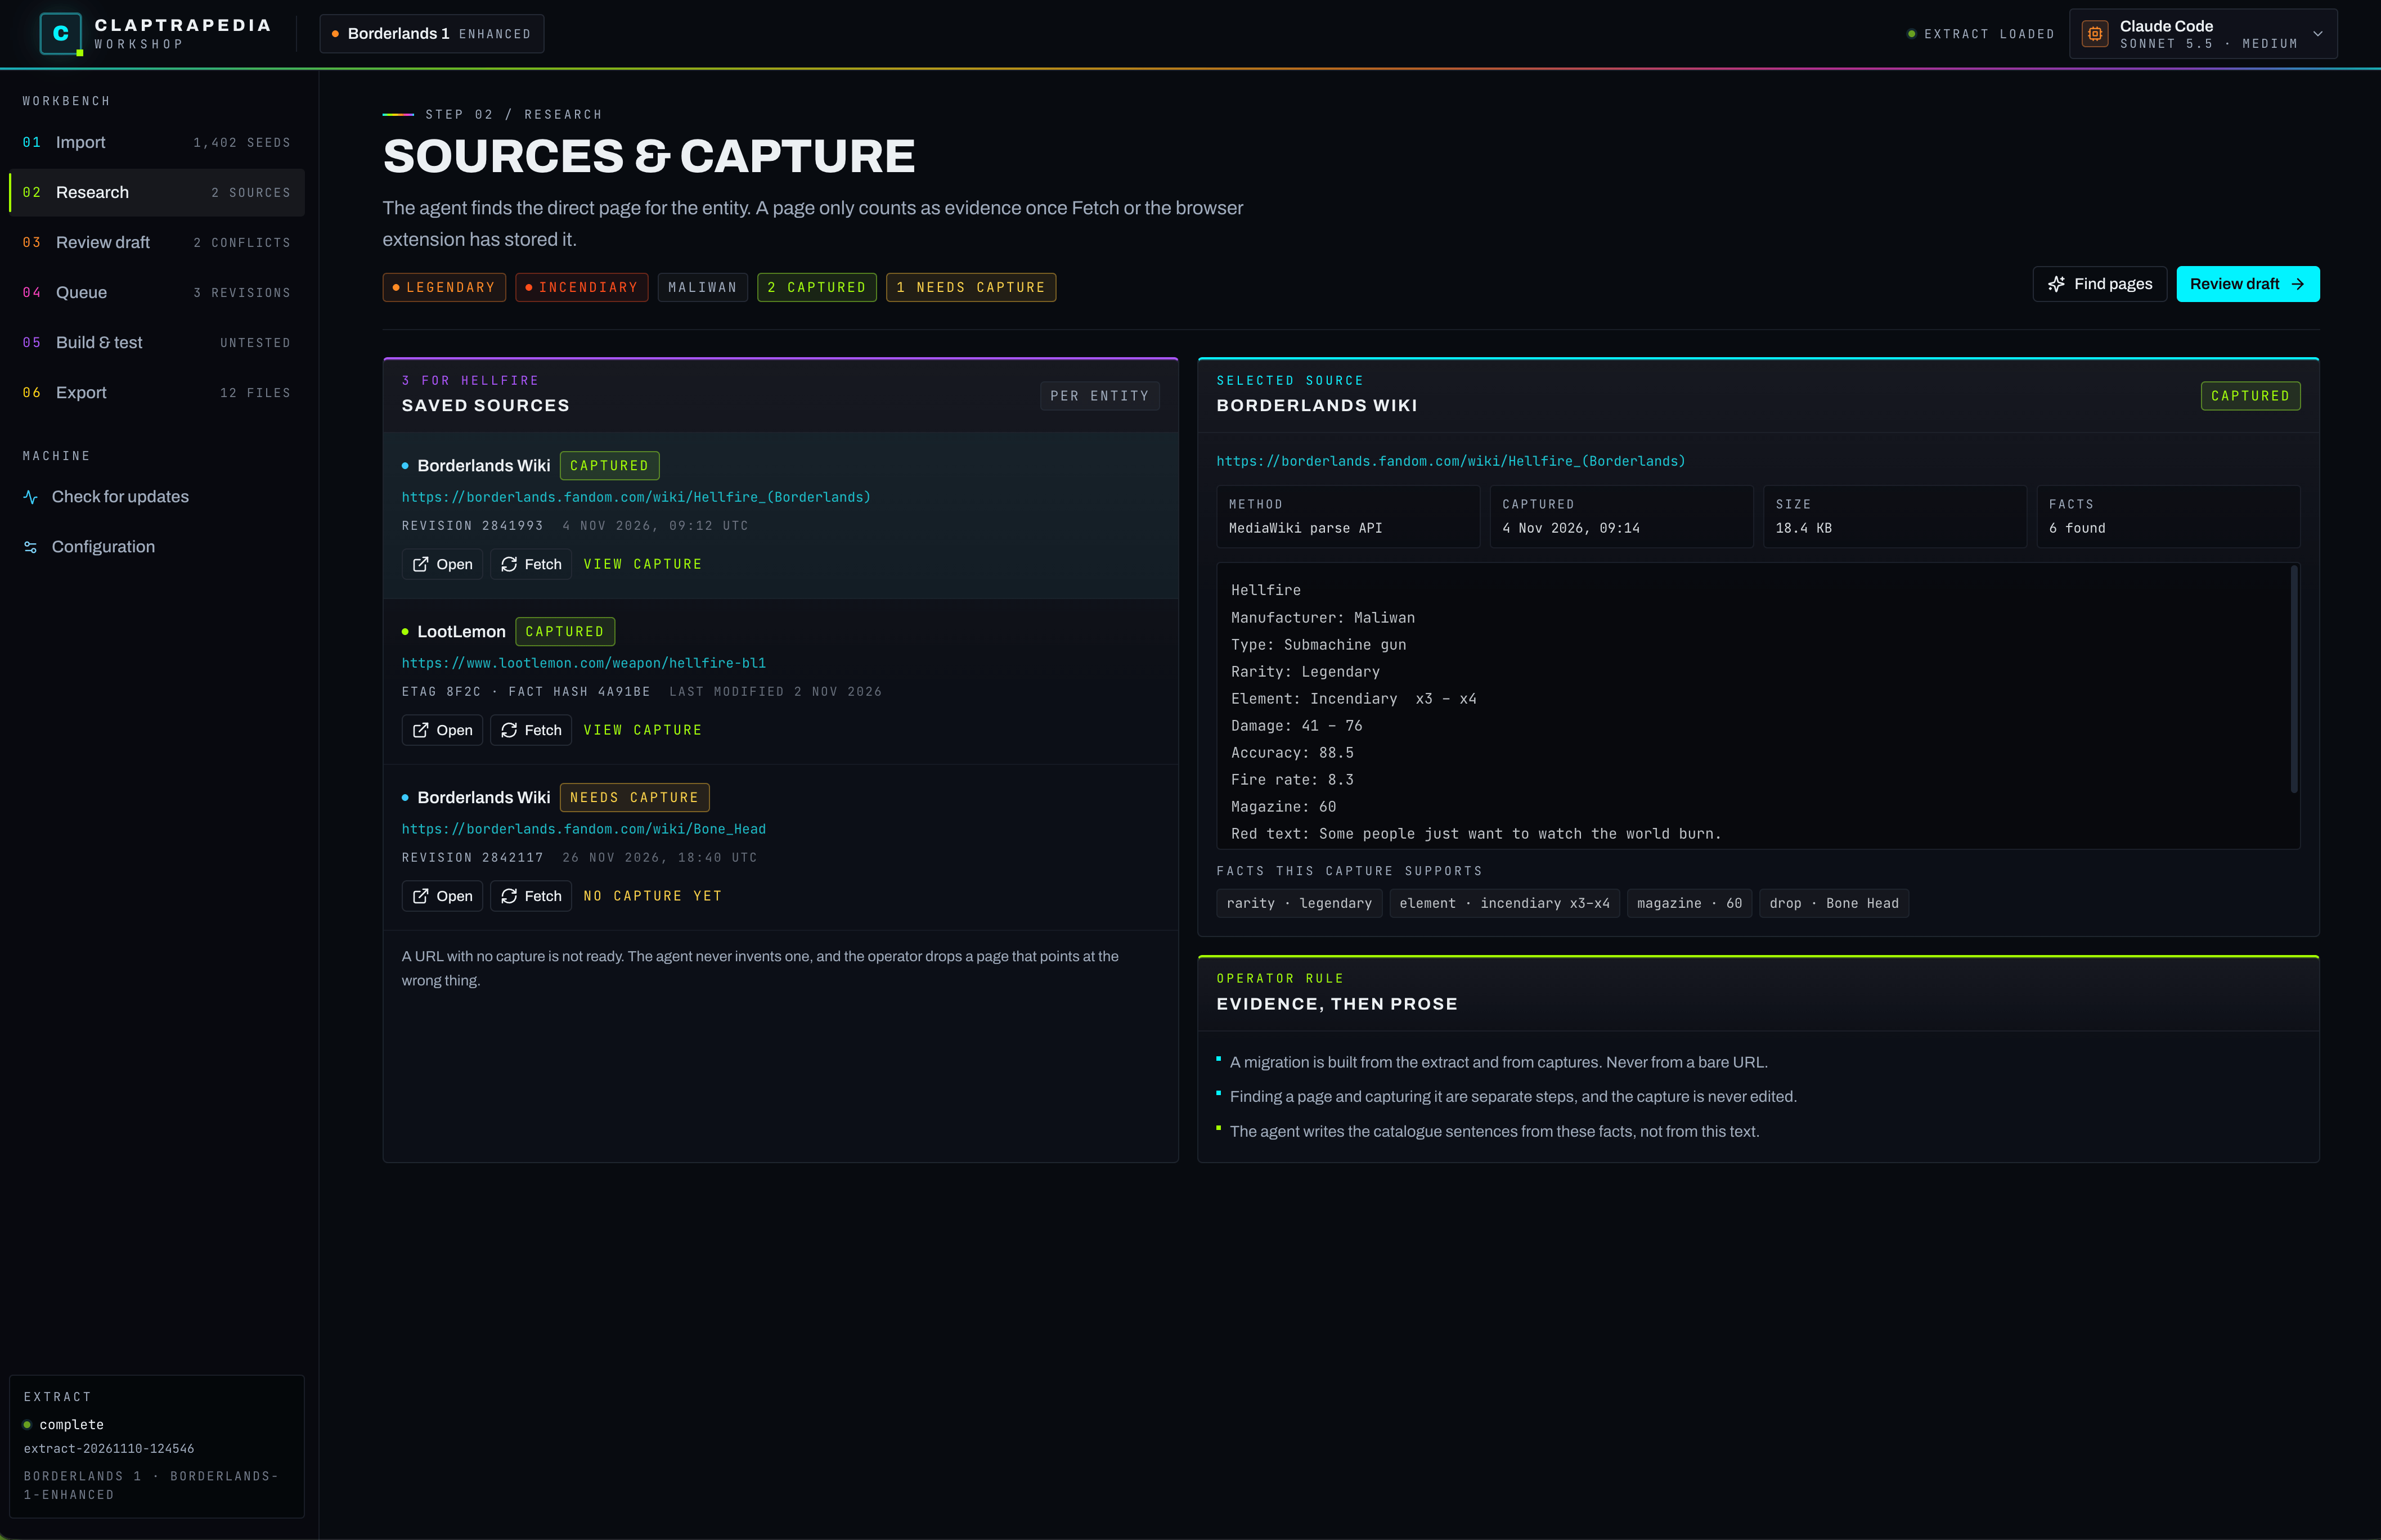 C
CLAPTRAPEDIA
WORKSHOP
Borderlands 1 ENHANCED
EXTRACT LOADED
Claude Code
SONNET 5.5 · MEDIUM
WORKBENCH
01 Import 1,402 SEEDS
02 Research 2 SOURCES
03 Review draft 2 CONFLICTS
04 Queue 3 REVISIONS
05 Build & test UNTESTED
06 Export 12 FILES
MACHINE
Check for updates
Configuration
EXTRACT
complete
extract-20261110-124546
BORDERLANDS 1 · BORDERLANDS-
1-ENHANCED
STEP 02 / RESEARCH
SOURCES & CAPTURE
The agent finds the direct page for the entity. A page only counts as evidence once Fetch or the browser
extension has stored it.
LEGENDARY INCENDIARY MALIWAN 2 CAPTURED 1 NEEDS CAPTURE
Find pages Review draft
3 FOR HELLFIRE
SAVED SOURCES
PER ENTITY
Borderlands Wiki CAPTURED
https://borderlands.fandom.com/wiki/Hellfire_(Borderlands)
REVISION 2841993 4 NOV 2026, 09:12 UTC
Open Fetch VIEW CAPTURE
LootLemon CAPTURED
https://www.lootlemon.com/weapon/hellfire-bl1
ETAG 8F2C · FACT HASH 4A91BE LAST MODIFIED 2 NOV 2026
Open Fetch VIEW CAPTURE
Borderlands Wiki NEEDS CAPTURE
https://borderlands.fandom.com/wiki/Bone_Head
REVISION 2842117 26 NOV 2026, 18:40 UTC
Open Fetch NO CAPTURE YET
A URL with no capture is not ready. The agent never invents one, and the operator drops a page that points at the
wrong thing.
SELECTED SOURCE
BORDERLANDS WIKI
CAPTURED
https://borderlands.fandom.com/wiki/Hellfire_(Borderlands)
METHOD CAPTURED SIZE FACTS
MediaWiki parse API 4 Nov 2026, 09:14 18.4 KB 6 found
Hellfire
Manufacturer: Maliwan
Type: Submachine gun
Rarity: Legendary
Element: Incendiary x3 – x4
Damage: 41 – 76
Accuracy: 88.5
Fire rate: 8.3
Magazine: 60
Red text: Some people just want to watch the world burn.
FACTS THIS CAPTURE SUPPORTS
rarity · legendary element · incendiary x3–x4 magazine · 60 drop · Bone Head
OPERATOR RULE
EVIDENCE, THEN PROSE
A migration is built from the extract and from captures. Never from a bare URL.
Finding a page and capturing it are separate steps, and the capture is never edited.
The agent writes the catalogue sentences from these facts, not from this text.